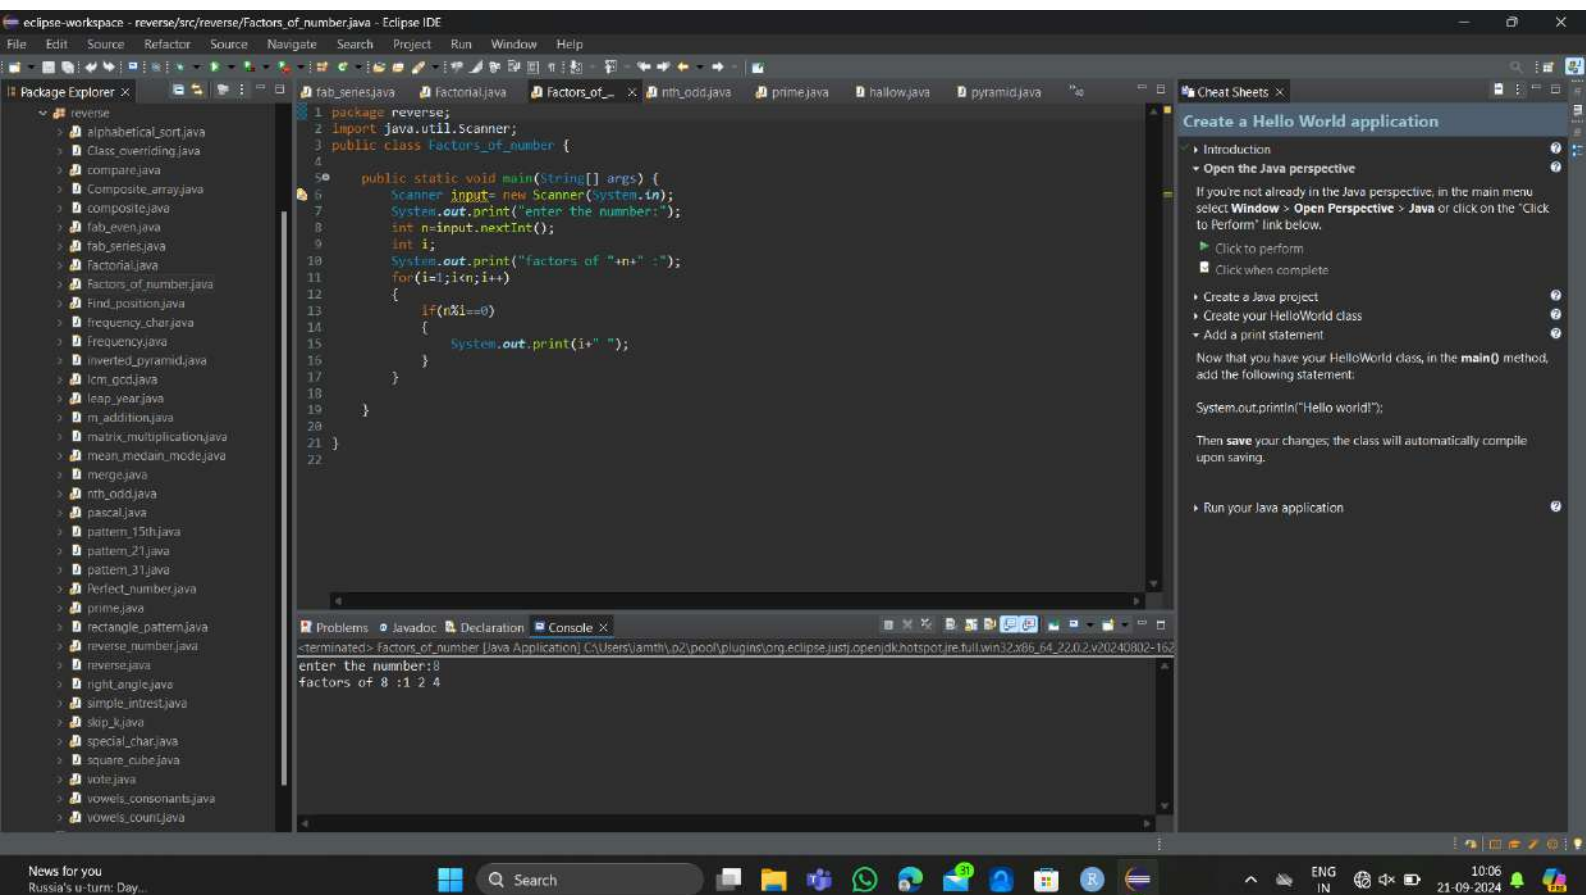 eclipse-workspace - reverse/src/reverse/Factors_of_number.java - Eclipse IDE
File Edit Source Refactor Source Navigate Search Project Run Window Help
Package Explorer
reverse
alphabetical_sort.java
Class_overriding.java
compare.java
Composite_array.java
composite.java
fab_even.java
fab_series.java
Factorial.java
Factors_of_number.java
Find_position.java
frequency_char.java
Frequency.java
inverted_pyramid.java
lcm_gcd.java
leap_year.java
m_addition.java
matrix_multiplication.java
mean_medain_mode.java
merge.java
nth_odd.java
pascal.java
pattern_15th.java
pattern_21.java
pattern_31.java
Perfect_number.java
prime.java
rectangle_pattern.java
reverse_number.java
reverse.java
right_angle.java
simple_intrest.java
skip_k.java
special_char.java
square_cube.java
vote.java
vowels_consonants.java
vowels_count.java
fab_series.java Factorial.java Factors_of_... nth_odd.java prime.java hallow.java pyramid.java
1 package reverse;
2 import java.util.Scanner;
3 public class Factors_of_number {
4
5 public static void main(String[] args) {
6 Scanner input= new Scanner(System.in);
7 System.out.print("enter the numnber:");
8 int n=input.nextInt();
9 int i;
10 System.out.print("factors of "+n+" :");
11 for(i=1;i<n;i++)
12 {
13 if(n%i==0)
14 {
15 System.out.print(i+" ");
16 }
17 }
18
19 }
20
21 }
22
Problems Javadoc Declaration Console
<terminated> Factors_of_number [Java Application] C:\Users\iamth\.p2\pool\plugins\org.eclipse.justj.openjdk.hotspot.jre.full.win32.x86_64_22.0.2.v20240802-162
enter the numnber:8
factors of 8 :1 2 4
Cheat Sheets
Create a Hello World application
Introduction
Open the Java perspective
If you're not already in the Java perspective, in the main menu
select Window > Open Perspective > Java or click on the "Click
to Perform" link below.
Click to perform
Click when complete
Create a Java project
Create your HelloWorld class
Add a print statement
Now that you have your HelloWorld class, in the main() method,
add the following statement:
System.out.println("Hello world!");
Then save your changes; the class will automatically compile
upon saving.
Run your Java application
News for you
Russia's u-turn: Day...
Search
31
ENG
IN
10:06
21-09-2024